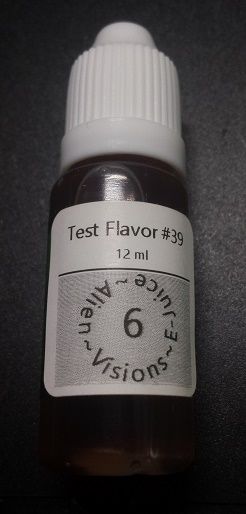 Test Flavor #39
12 ml
Alien~Visions~E-Juice~
6